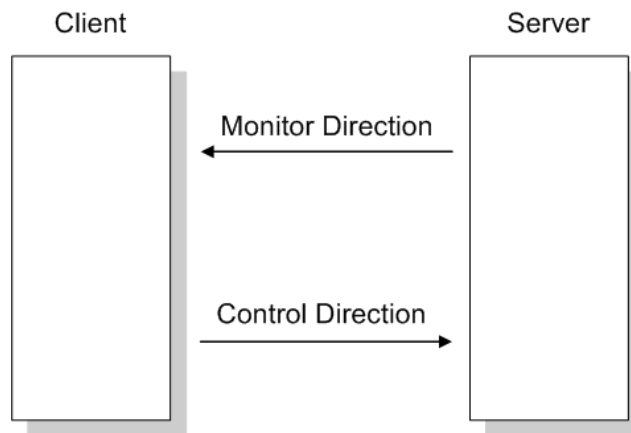 Client
Server
Monitor Direction
Control Direction